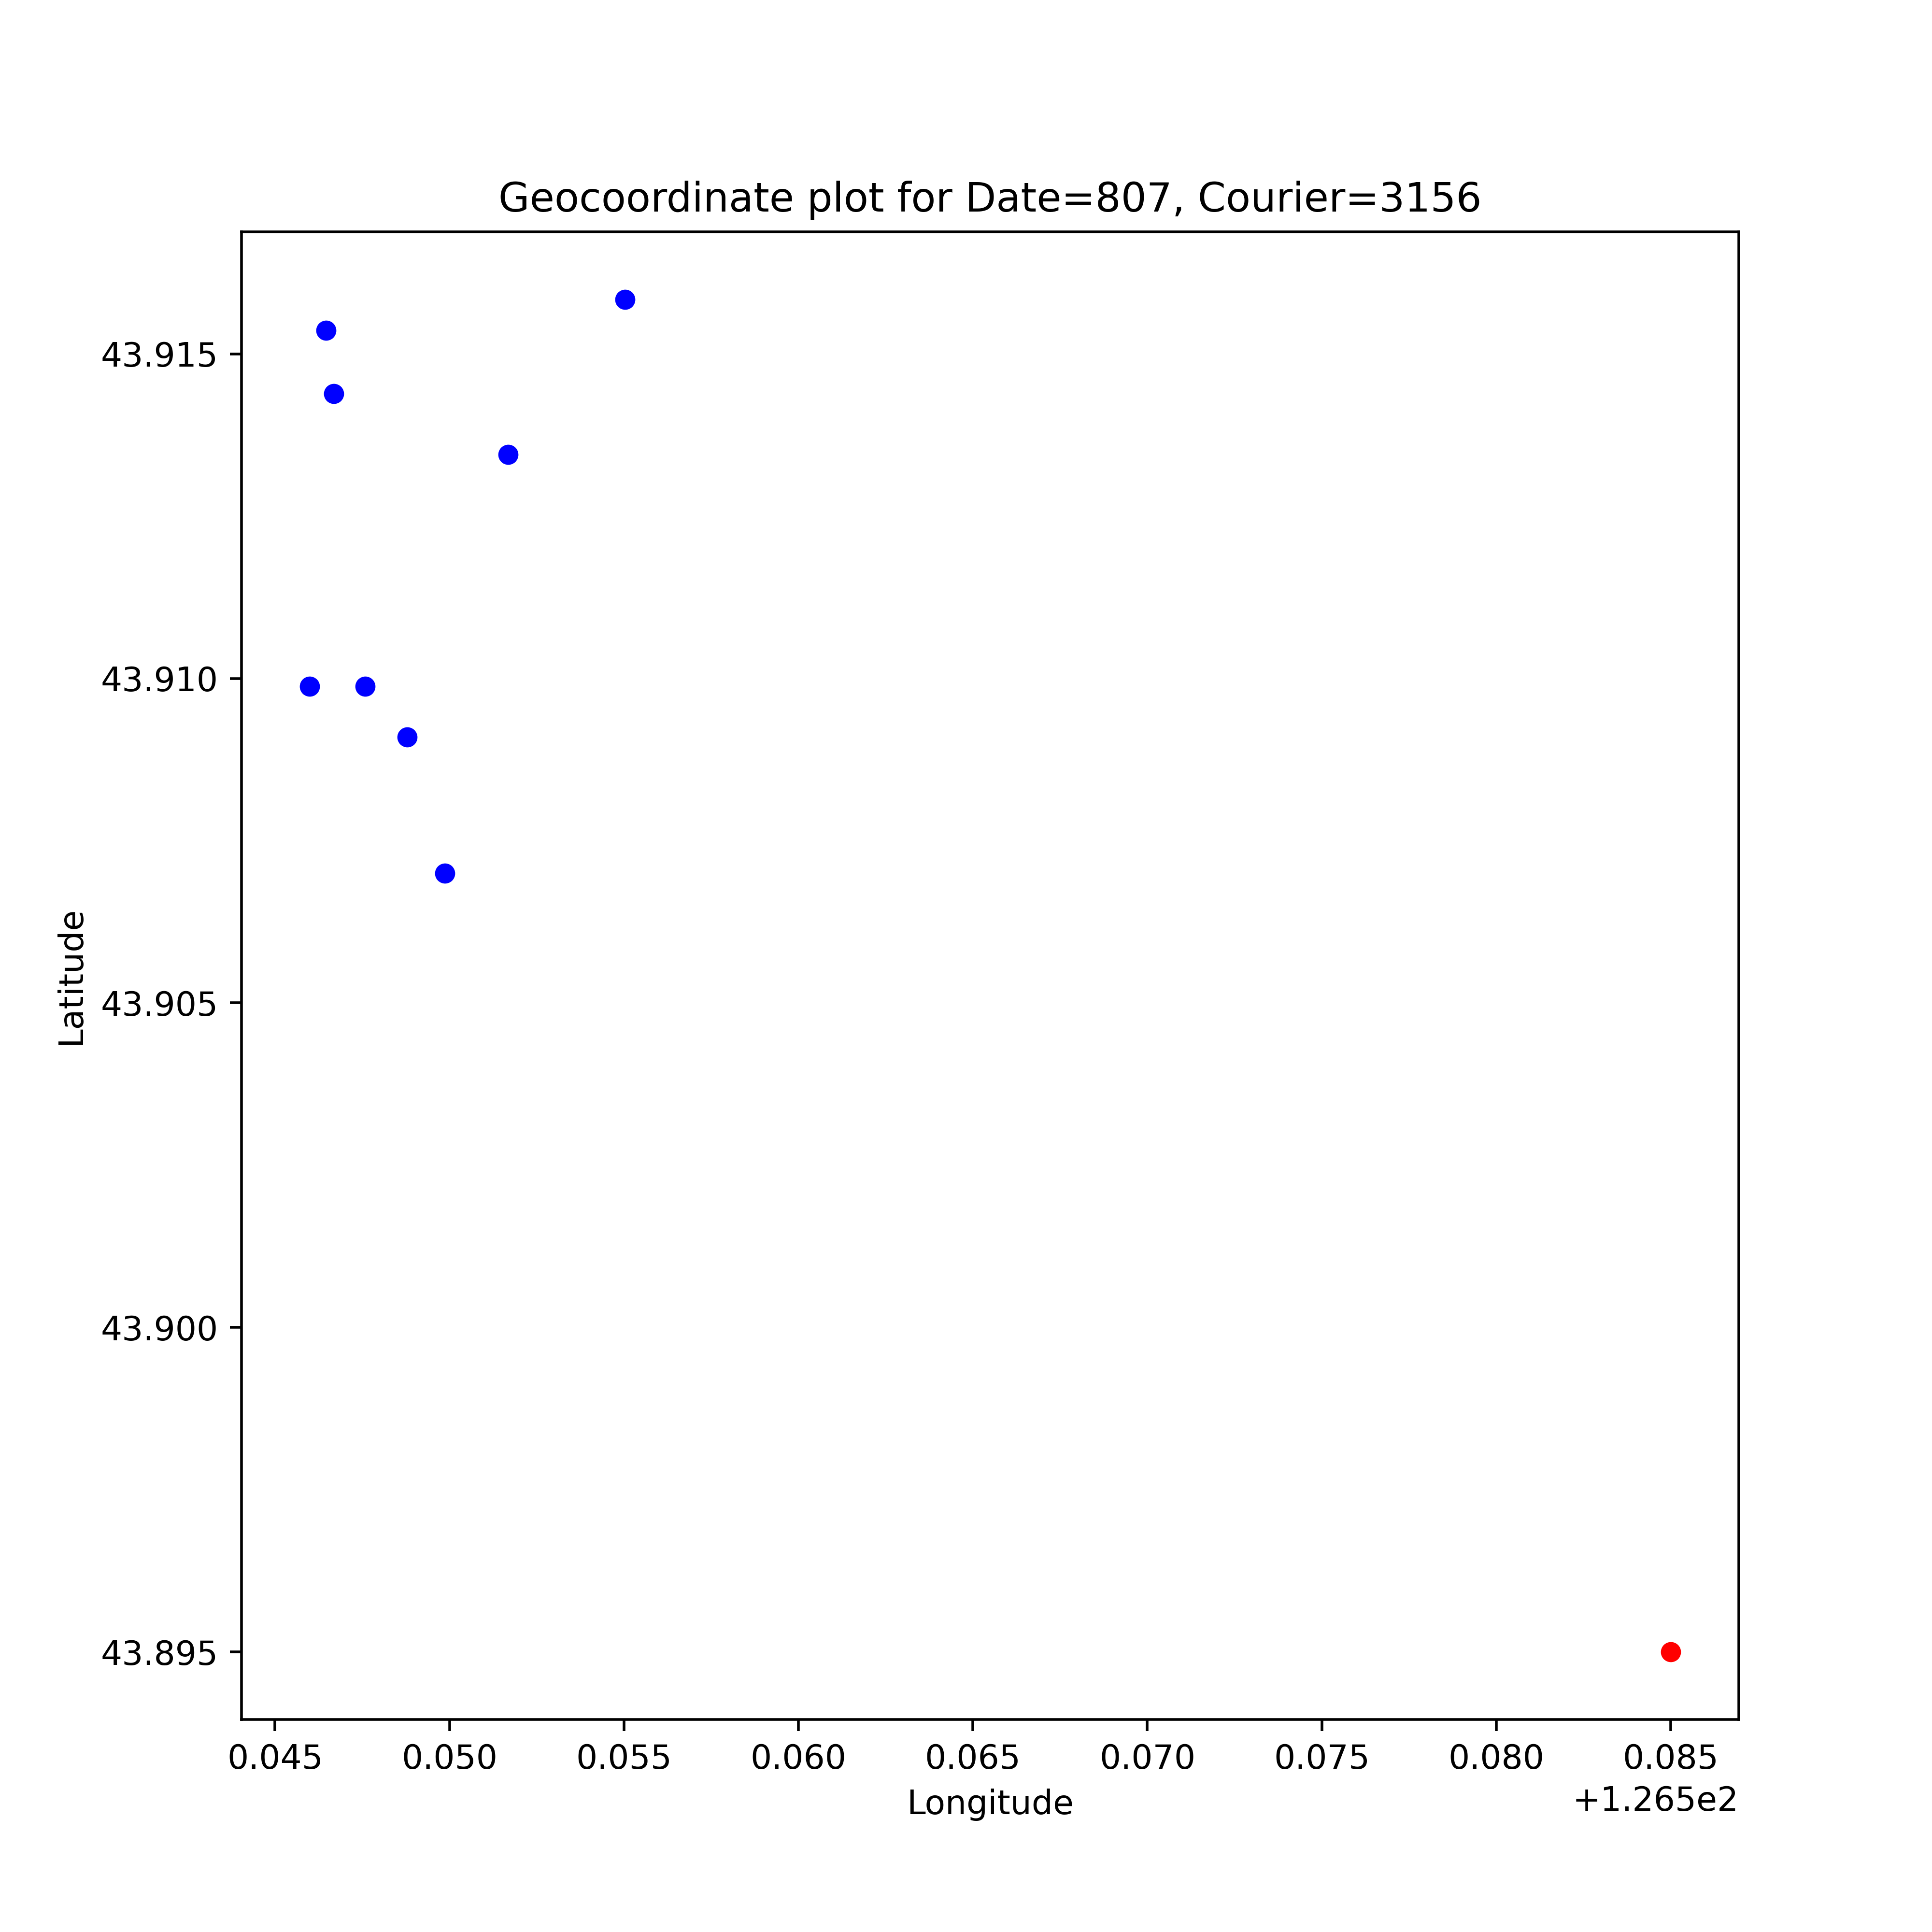 Geocoordinate plot for Date=807, Courier=3156
43.915
43.910
43.905
43.900
43.895
Latitude
0.045 0.050 0.055 0.060 0.065 0.070 0.075 0.080 0.085
+1.265e2
Longitude